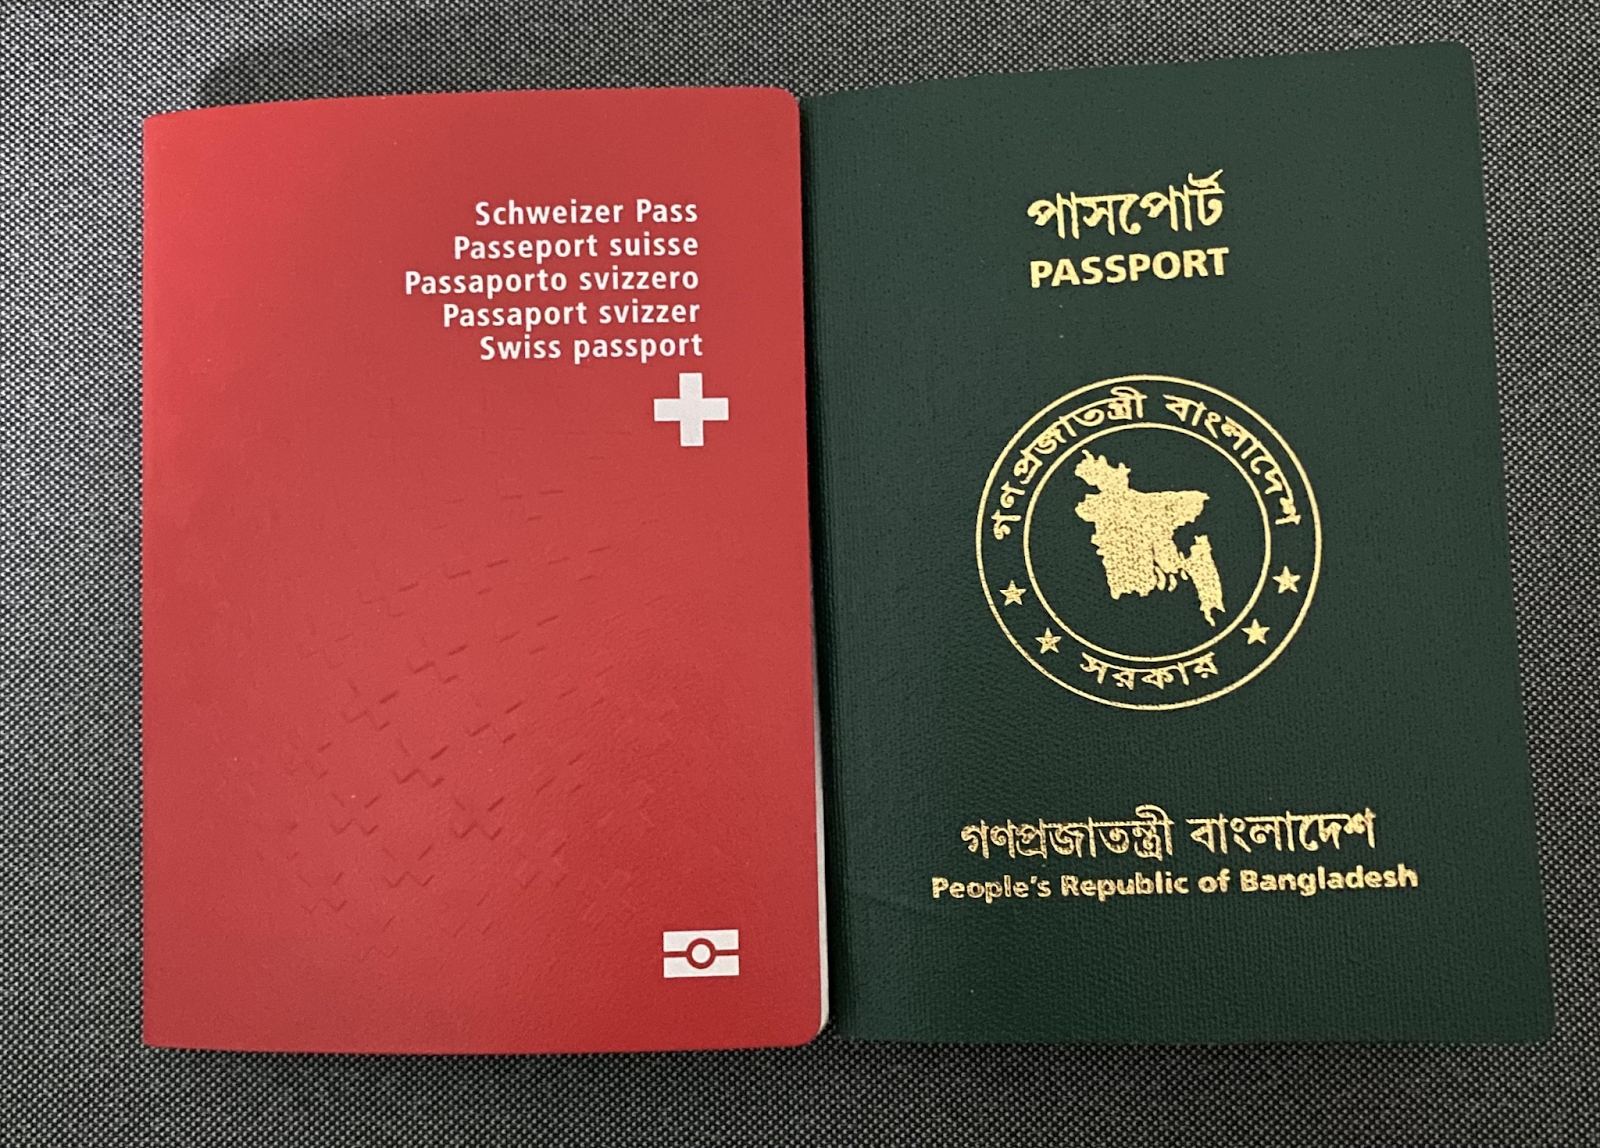 Schweizer Pass
Passeport suisse
Passaporto svizzero
Passaport svizzer
Swiss passport
পাসপোর্ট
PASSPORT
গণপ্রজাতন্ত্রী বাংলাদেশ
সরকার
গণপ্রজাতন্ত্রী বাংলাদেশ
People's Republic of Bangladesh